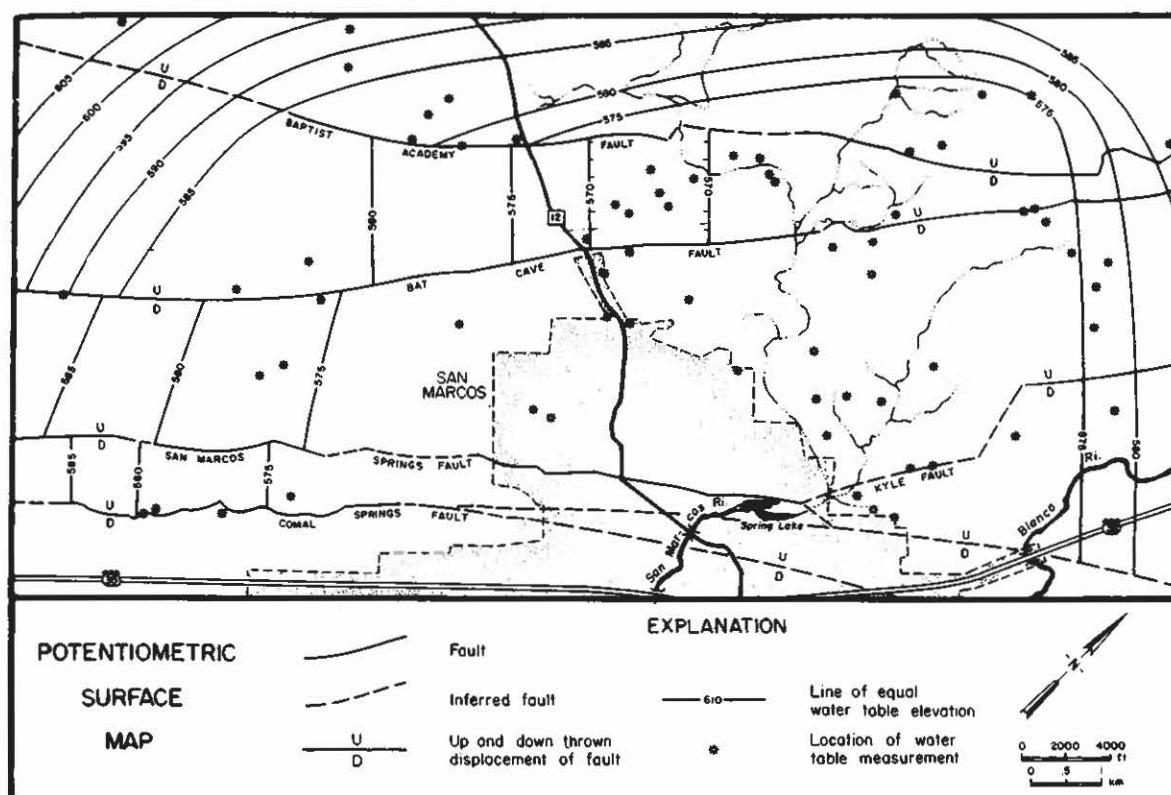 605
600
595
590
585
U
D
BAPTIST
ACADEMY
FAULT
585
580
575
585
580
575
U
D
580
575
570
570
12
BAT
CAVE
FAULT
U
D
U
D
585
580
575
SAN
MARCOS
U
D
U
D
585
580
575
SAN MARCOS
SPRINGS FAULT
KYLE FAULT
575
580
Ri.
Blanco
U
D
COMAL
SPRINGS
FAULT
San Marcos
Ri.
Spring Lake
U
D
U
D
EXPLANATION
POTENTIOMETRIC
SURFACE
MAP
Fault
Inferred fault
U
D
Up and down thrown
displacement of fault
610
Line of equal
water table elevation
Location of water
table measurement
N
0 2000 4000
ft
0 .5 1
km